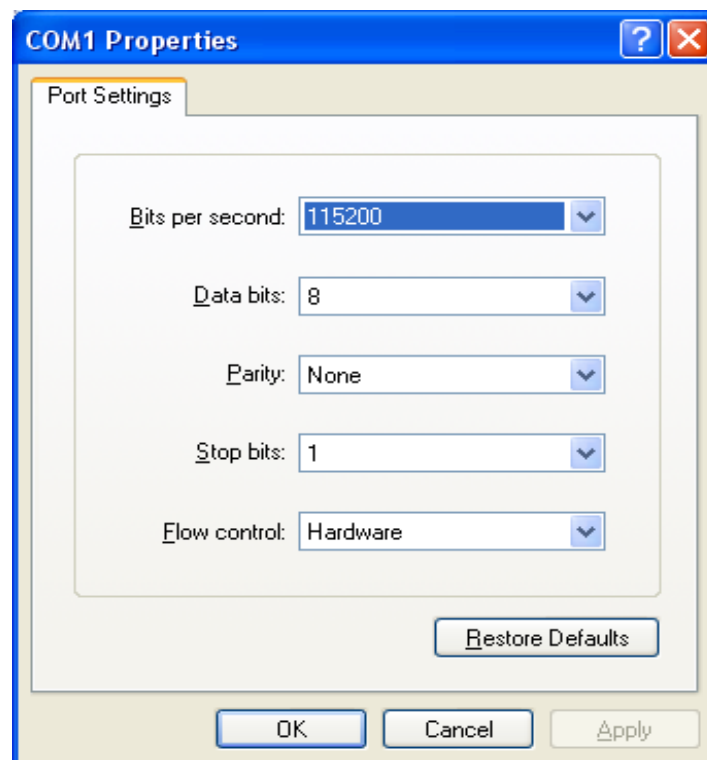 COM1 Properties
Port Settings
Bits per second: 115200
Data bits: 8
Parity: None
Stop bits: 1
Flow control: Hardware
Restore Defaults
OK Cancel Apply